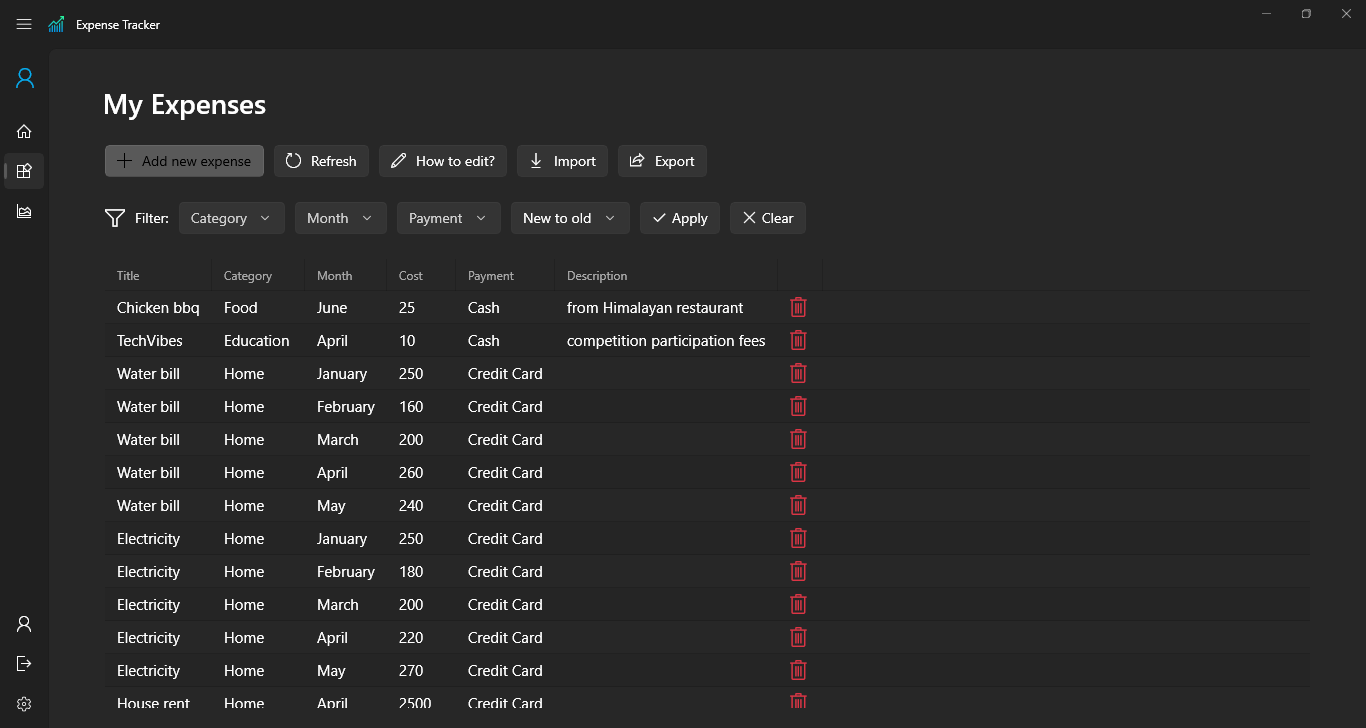 Expense Tracker
My Expenses
Add new expense Refresh How to edit? Import Export
Filter: Category Month Payment New to old Apply Clear
Title Category Month Cost Payment Description
Chicken bbq Food June 25 Cash from Himalayan restaurant
TechVibes Education April 10 Cash competition participation fees
Water bill Home January 250 Credit Card
Water bill Home February 160 Credit Card
Water bill Home March 200 Credit Card
Water bill Home April 260 Credit Card
Water bill Home May 240 Credit Card
Electricity Home January 250 Credit Card
Electricity Home February 180 Credit Card
Electricity Home March 200 Credit Card
Electricity Home April 220 Credit Card
Electricity Home May 270 Credit Card
House rent Home April 2500 Credit Card